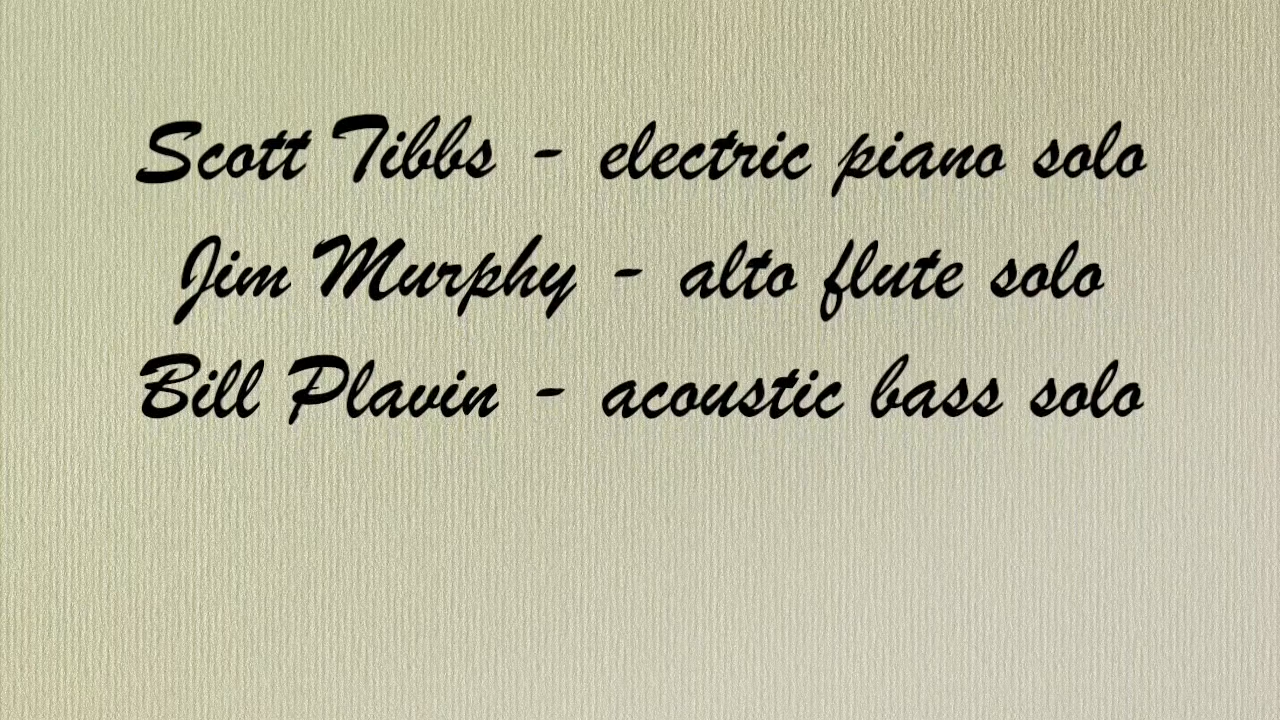 Scott Tibbs - electric piano solo
Jim Murphy - alto flute solo
Bill Plavin - acoustic bass solo